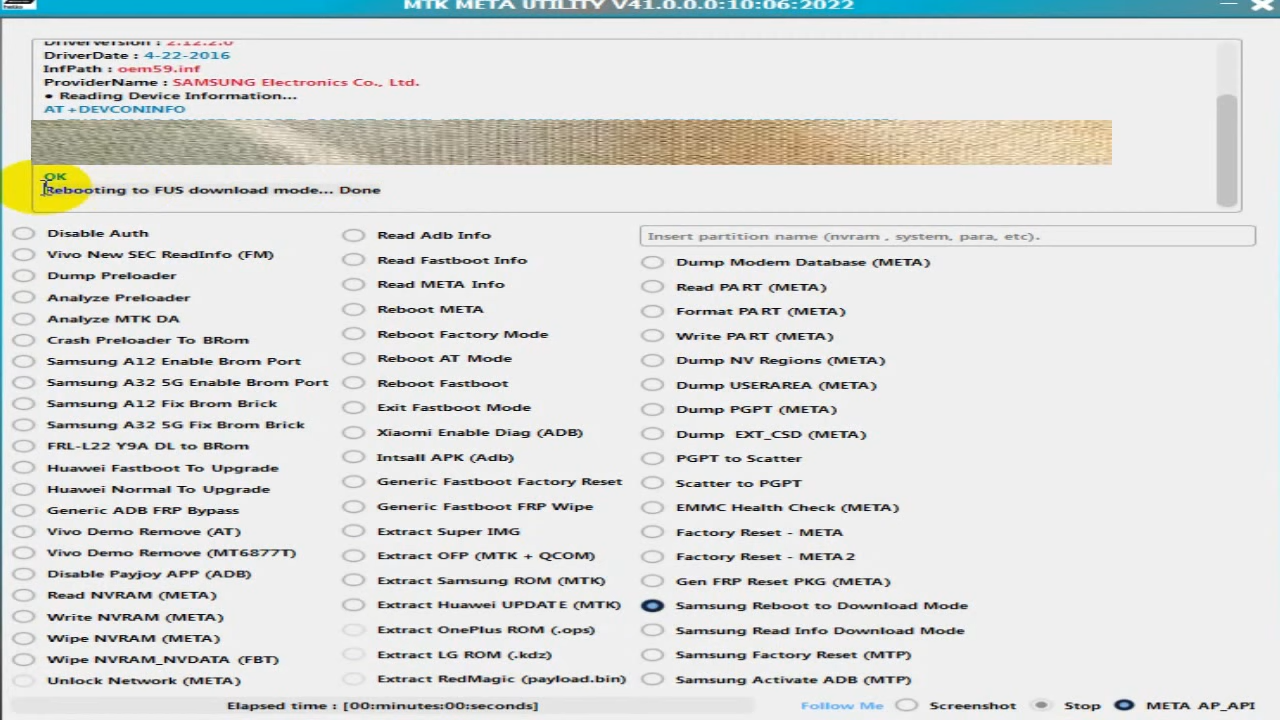 MTK META UTILITY V41.0.0.0:10:06:2022
DriverVersion : 2.12.2.0
DriverDate : 4-22-2016
InfPath : oem59.inf
ProviderName : SAMSUNG Electronics Co., Ltd.
• Reading Device Information...
AT+DEVCONINFO
OK
Rebooting to FUS download mode... Done
Disable Auth
Vivo New SEC ReadInfo (FM)
Dump Preloader
Analyze Preloader
Analyze MTK DA
Crash Preloader To BRom
Samsung A12 Enable Brom Port
Samsung A32 5G Enable Brom Port
Samsung A12 Fix Brom Brick
Samsung A32 5G Fix Brom Brick
FRL-L22 Y9A DL to BRom
Huawei Fastboot To Upgrade
Huawei Normal To Upgrade
Generic ADB FRP Bypass
Vivo Demo Remove (AT)
Vivo Demo Remove (MT6877T)
Disable Payjoy APP (ADB)
Read NVRAM (META)
Write NVRAM (META)
Wipe NVRAM (META)
Wipe NVRAM_NVDATA (FBT)
Unlock Network (META)
Read Adb Info
Read Fastboot Info
Read META Info
Reboot META
Reboot Factory Mode
Reboot AT Mode
Reboot Fastboot
Exit Fastboot Mode
Xiaomi Enable Diag (ADB)
Intsall APK (Adb)
Generic Fastboot Factory Reset
Generic Fastboot FRP Wipe
Extract Super IMG
Extract OFP (MTK + QCOM)
Extract Samsung ROM (MTK)
Extract Huawei UPDATE (MTK)
Extract OnePlus ROM (.ops)
Extract LG ROM (.kdz)
Extract RedMagic (payload.bin)
Insert partition name (nvram , system, para, etc).
Dump Modem Database (META)
Read PART (META)
Format PART (META)
Write PART (META)
Dump NV Regions (META)
Dump USERAREA (META)
Dump PGPT (META)
Dump EXT_CSD (META)
PGPT to Scatter
Scatter to PGPT
EMMC Health Check (META)
Factory Reset - META
Factory Reset - META2
Gen FRP Reset PKG (META)
Samsung Reboot to Download Mode
Samsung Read Info Download Mode
Samsung Factory Reset (MTP)
Samsung Activate ADB (MTP)
Elapsed time : [00:minutes:00:seconds]
Follow Me
Screenshot
Stop
META AP_API